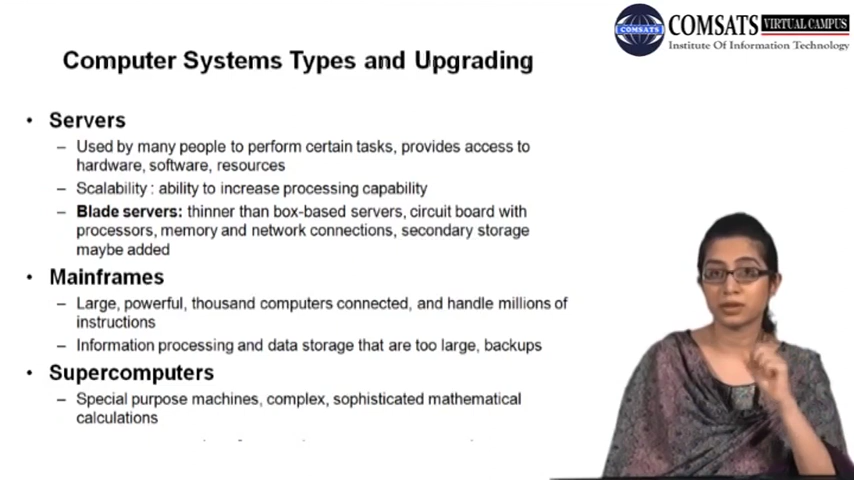 COMSATS VIRTUAL CAMPUS
COMSATS
Institute Of Information Technology
Computer Systems Types and Upgrading
• Servers
– Used by many people to perform certain tasks, provides access to
hardware, software, resources
– Scalability : ability to increase processing capability
– Blade servers: thinner than box-based servers, circuit board with
processors, memory and network connections, secondary storage
maybe added
• Mainframes
– Large, powerful, thousand computers connected, and handle millions of
instructions
– Information processing and data storage that are too large, backups
• Supercomputers
– Special purpose machines, complex, sophisticated mathematical
calculations